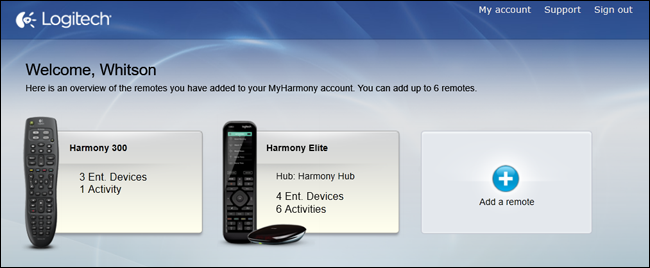 Logitech
My account Support Sign out
Welcome, Whitson
Here is an overview of the remotes you have added to your MyHarmony account. You can add up to 6 remotes.
Harmony 300
3 Ent. Devices
1 Activity
Harmony Elite
Hub: Harmony Hub
4 Ent. Devices
6 Activities
Add a remote